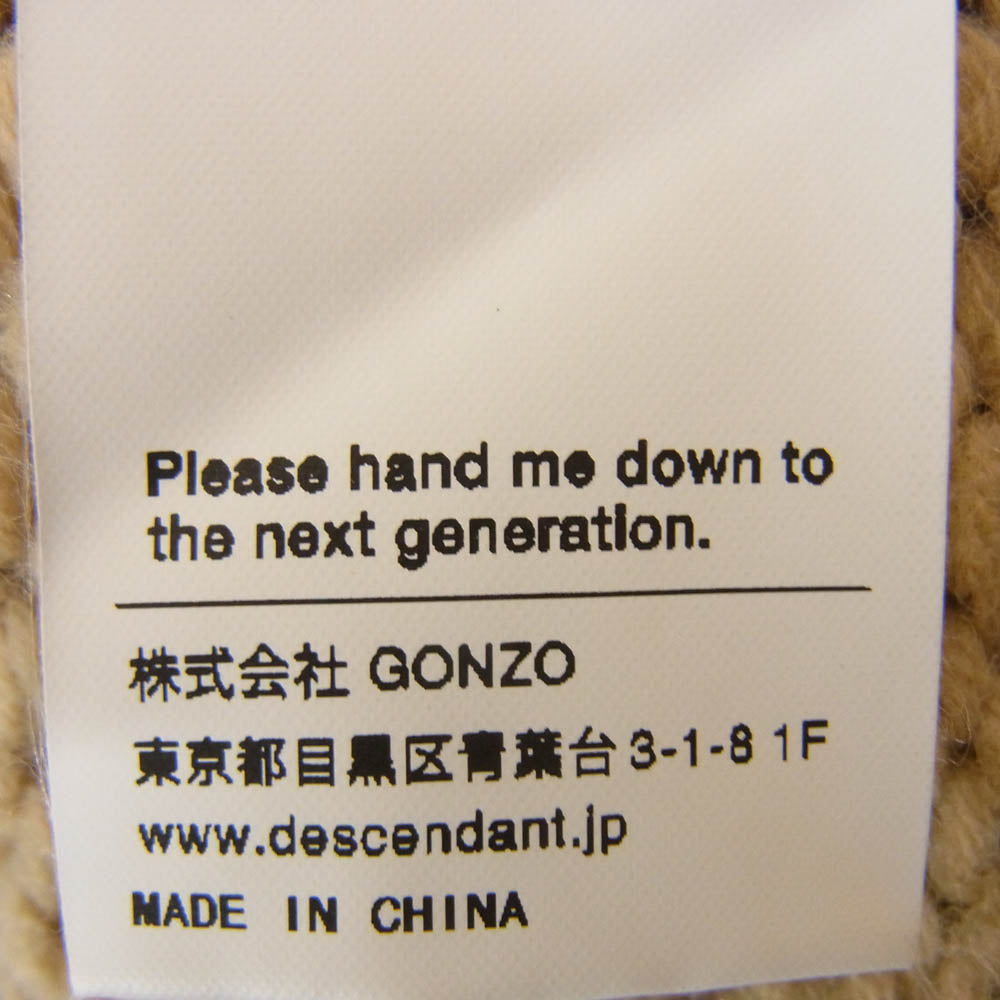 Please hand me down to
the next generation.
株式会社 GONZO
東京都目黒区青葉台3-1-8 1F
www.descendant.jp
MADE IN CHINA